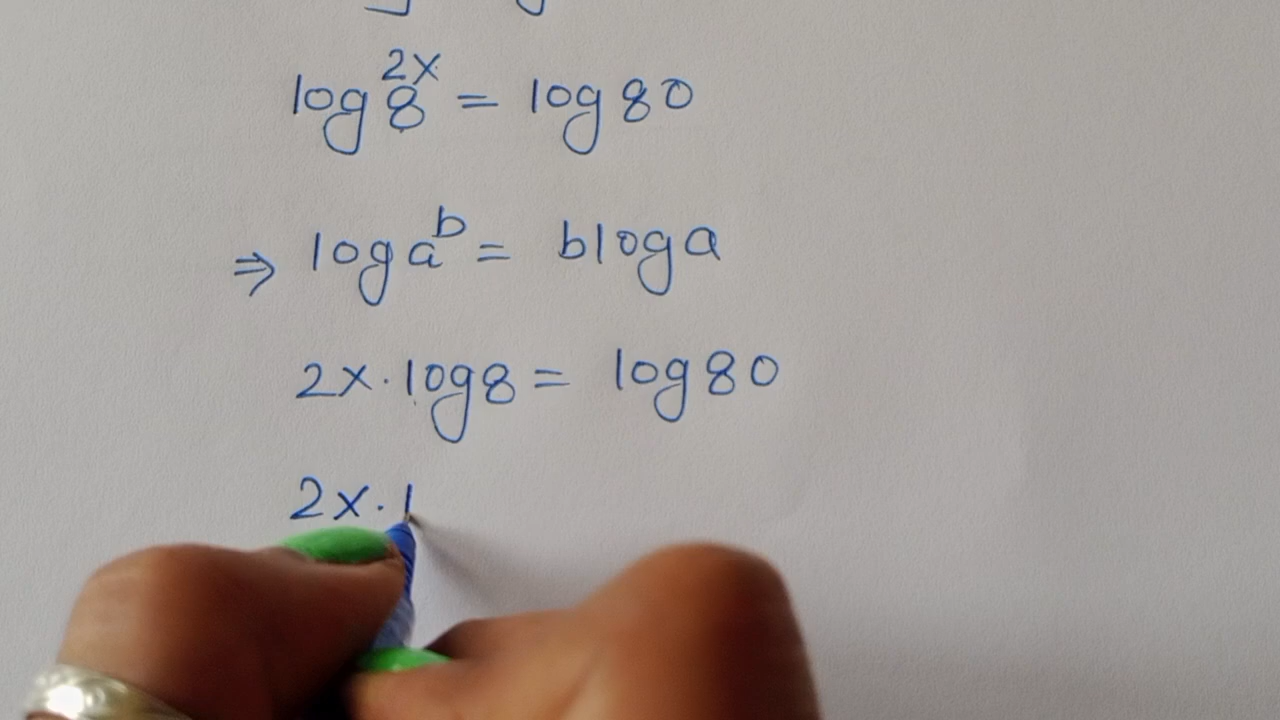 log 8^2x = log 80
⇒ log a^b = b log a
2x · log 8 = log 80
2x · l